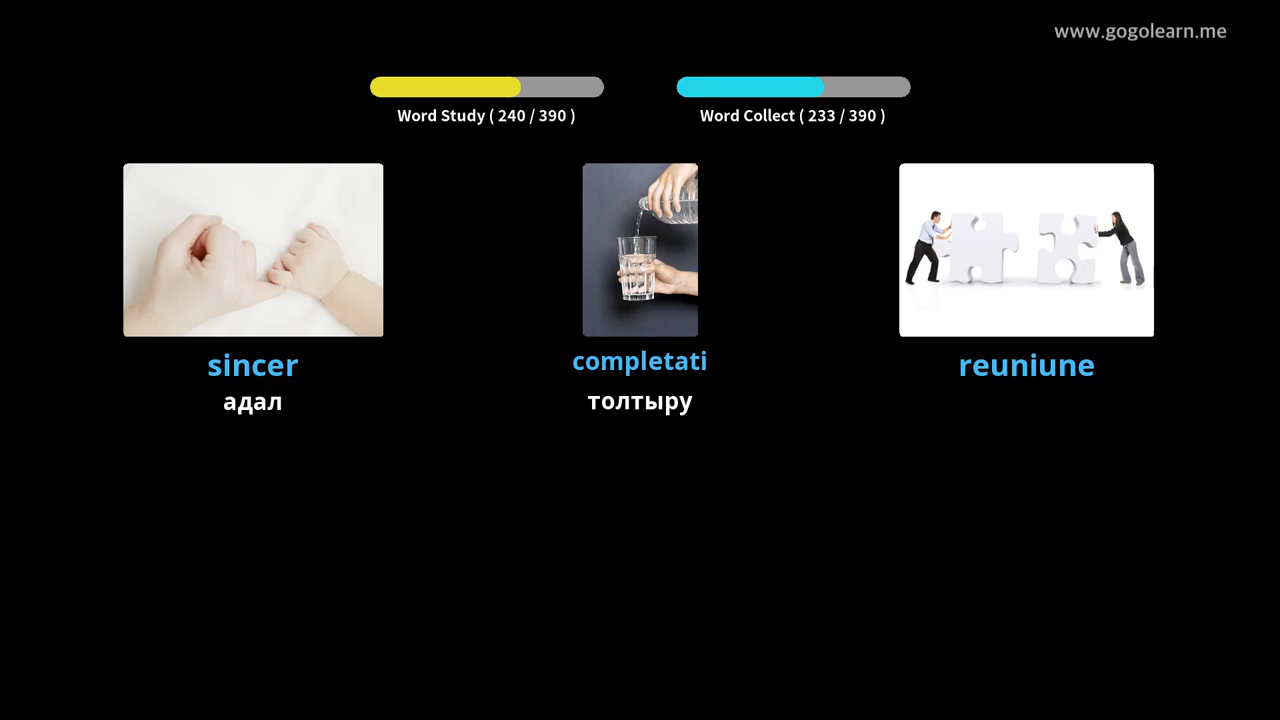 www.gogolearn.me
Word Study ( 240 / 390 )
Word Collect ( 233 / 390 )
sincer
адал
completati
толтыру
reuniune